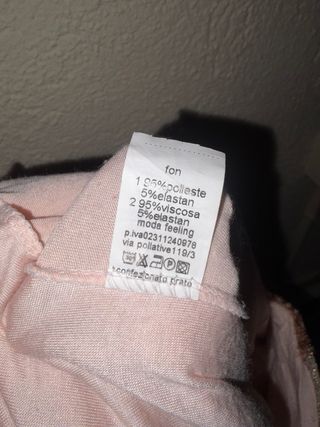 fon
1 95%polieste
5%elastan
2 95%viscosa
5%elastan
moda feeling
p.iva02311240978
via pollative119/3
confezionato prato